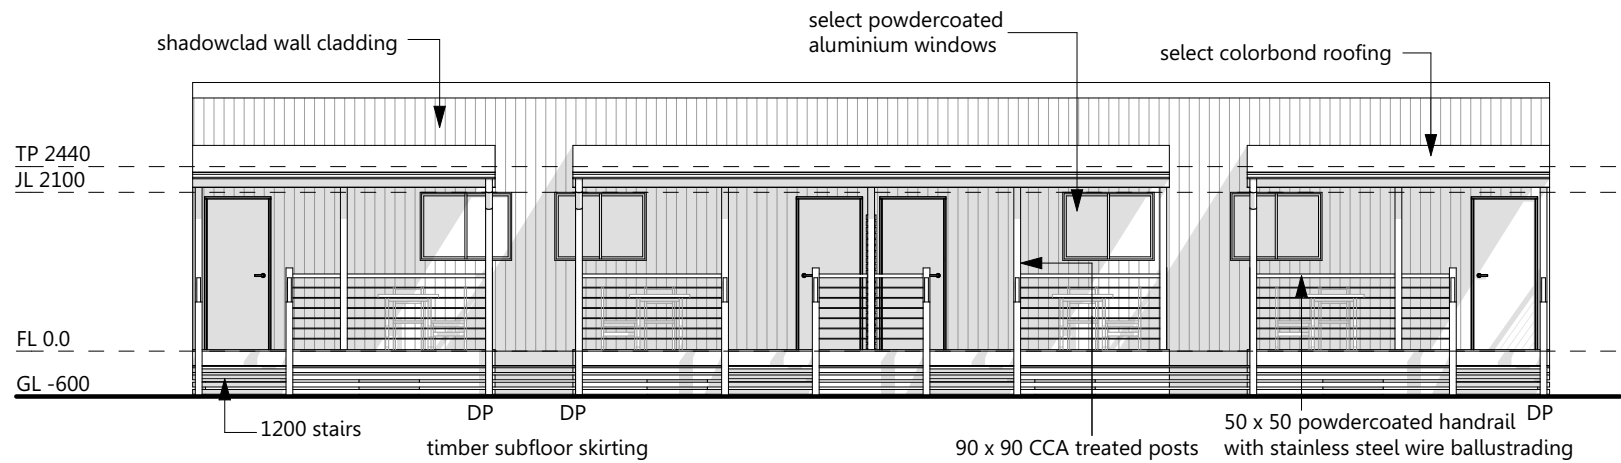 select powdercoated
aluminium windows
shadowclad wall cladding
select colorbond roofing
TP 2440
JL 2100
FL 0.0
GL -600
DP
DP
DP
1200 stairs
timber subfloor skirting
90 x 90 CCA treated posts
50 x 50 powdercoated handrail
with stainless steel wire ballustrading